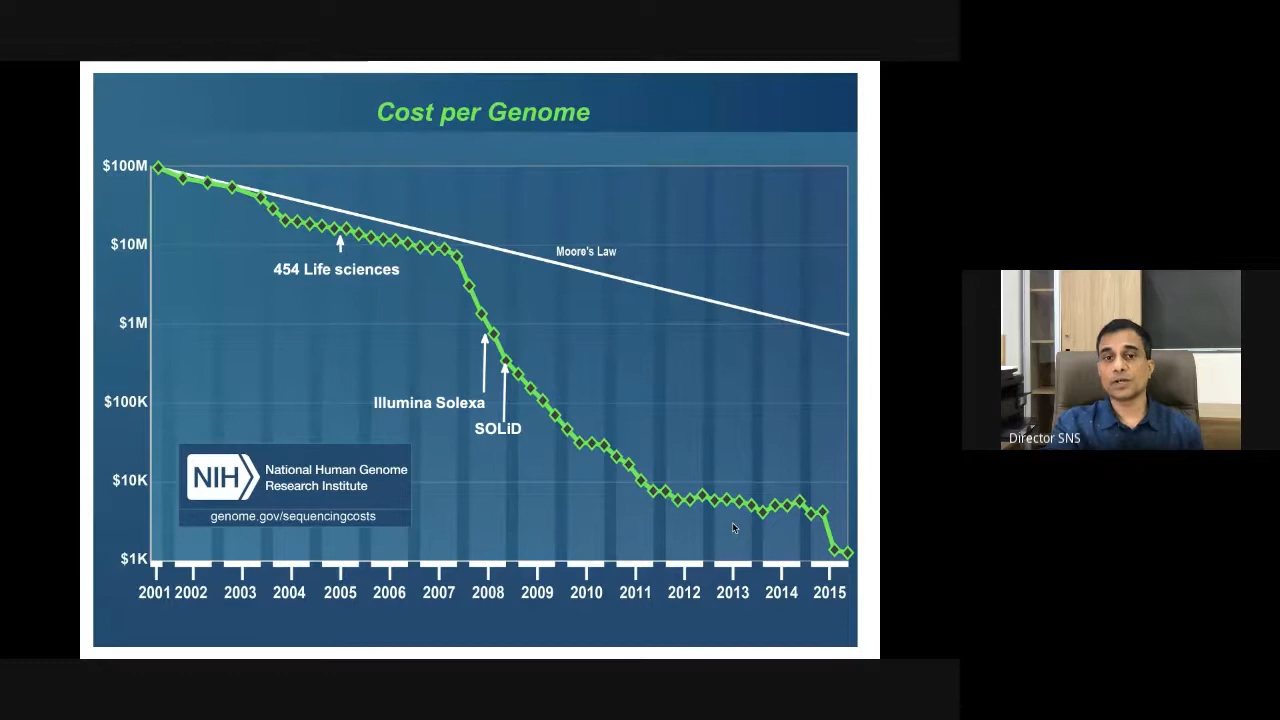 Cost per Genome
$100M
$10M
$1M
$100K
$10K
$1K
Moore's Law
454 Life sciences
Illumina Solexa
SOLiD
NIH
National Human Genome
Research Institute
genome.gov/sequencingcosts
2001 2002 2003 2004 2005 2006 2007 2008 2009 2010 2011 2012 2013 2014 2015
Director SNS